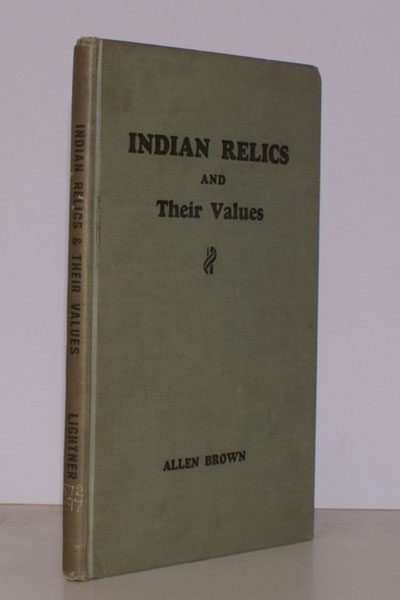 INDIAN RELICS
AND
Their Values
ALLEN BROWN
INDIAN RELICS & THEIR VALUES
LIGHTNER